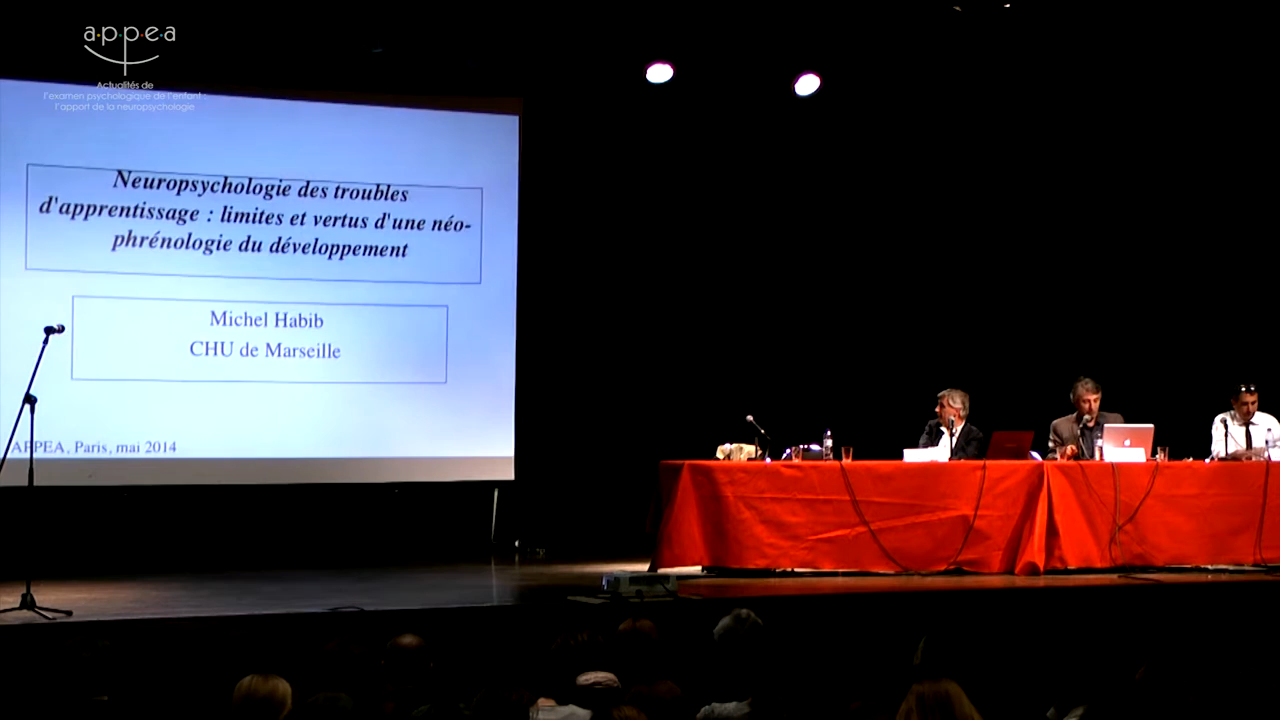 a.p.p.e.a
Actualités de
l'examen psychologique de l'enfant :
l'apport de la neuropsychologie
Neuropsychologie des troubles
d'apprentissage : limites et vertus d'une néo-
phrénologie du développement
Michel Habib
CHU de Marseille
APPEA, Paris, mai 2014